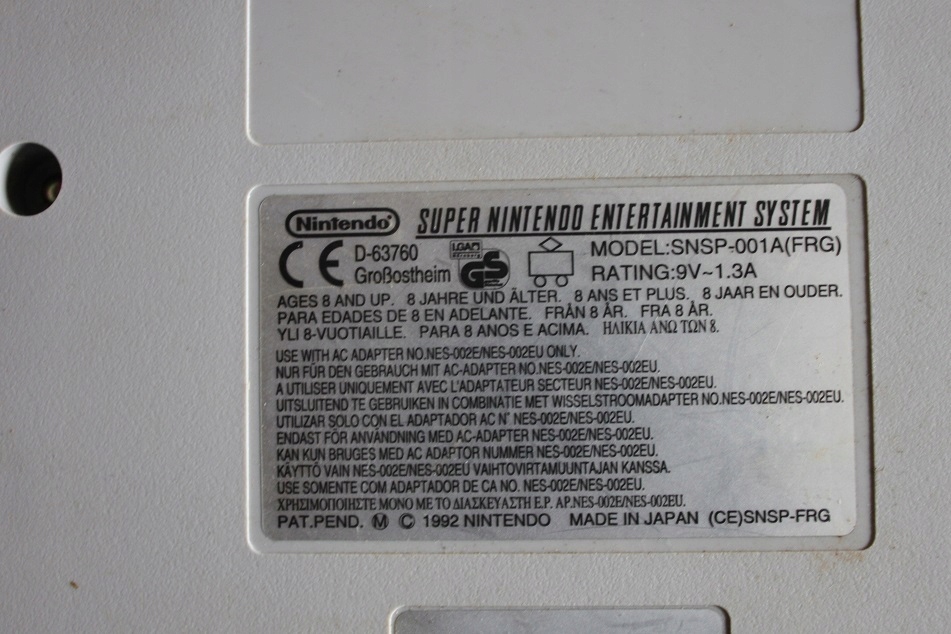 Nintendo SUPER NINTENDO ENTERTAINMENT SYSTEM
CE D-63760 LGA GS MODEL:SNSP-001A(FRG)
Großostheim RATING:9V~1.3A
AGES 8 AND UP. 8 JAHRE UND ÄLTER. 8 ANS ET PLUS. 8 JAAR EN OUDER.
PARA EDADES DE 8 EN ADELANTE. FRÅN 8 ÅR. FRA 8 ÅR.
YLI 8-VUOTIAILLE. PARA 8 ANOS E ACIMA. ΗΛΙΚΙΑ ΑΝΩ ΤΩΝ 8.
USE WITH AC ADAPTER NO.NES-002E/NES-002EU ONLY.
NUR FÜR DEN GEBRAUCH MIT AC-ADAPTER NO.NES-002E/NES-002EU.
A UTILISER UNIQUEMENT AVEC L'ADAPTATEUR SECTEUR NES-002E/NES-002EU.
UITSLUITEND TE GEBRUIKEN IN COMBINATIE MET WISSELSTROOMADAPTER NO.NES-002E/NES-002EU.
UTILIZAR SOLO CON EL ADAPTADOR AC N° NES-002E/NES-002EU.
ENDAST FÖR ANVÄNDNING MED AC-ADAPTER NES-002E/NES-002EU.
KAN KUN BRUGES MED AC ADAPTOR NUMMER NES-002E/NES-002EU.
KÄYTTÖ VAIN NES-002E/NES-002EU VAIHTOVIRTAMUUNTAJAN KANSSA.
USE SOMENTE COM ADAPTADOR DE CA NO. NES-002E/NES-002EU.
ΧΡΗΣΙΜΟΠΟΙΗΣΤΕ ΜΟΝΟ ΜΕ ΤΟ ΔΙΑΣΚΕΥΑΣΤΗ Ε.Ρ. ΑΡ.NES-002E/NES-002EU.
PAT.PEND. Ⓜ © 1992 NINTENDO MADE IN JAPAN (CE)SNSP-FRG